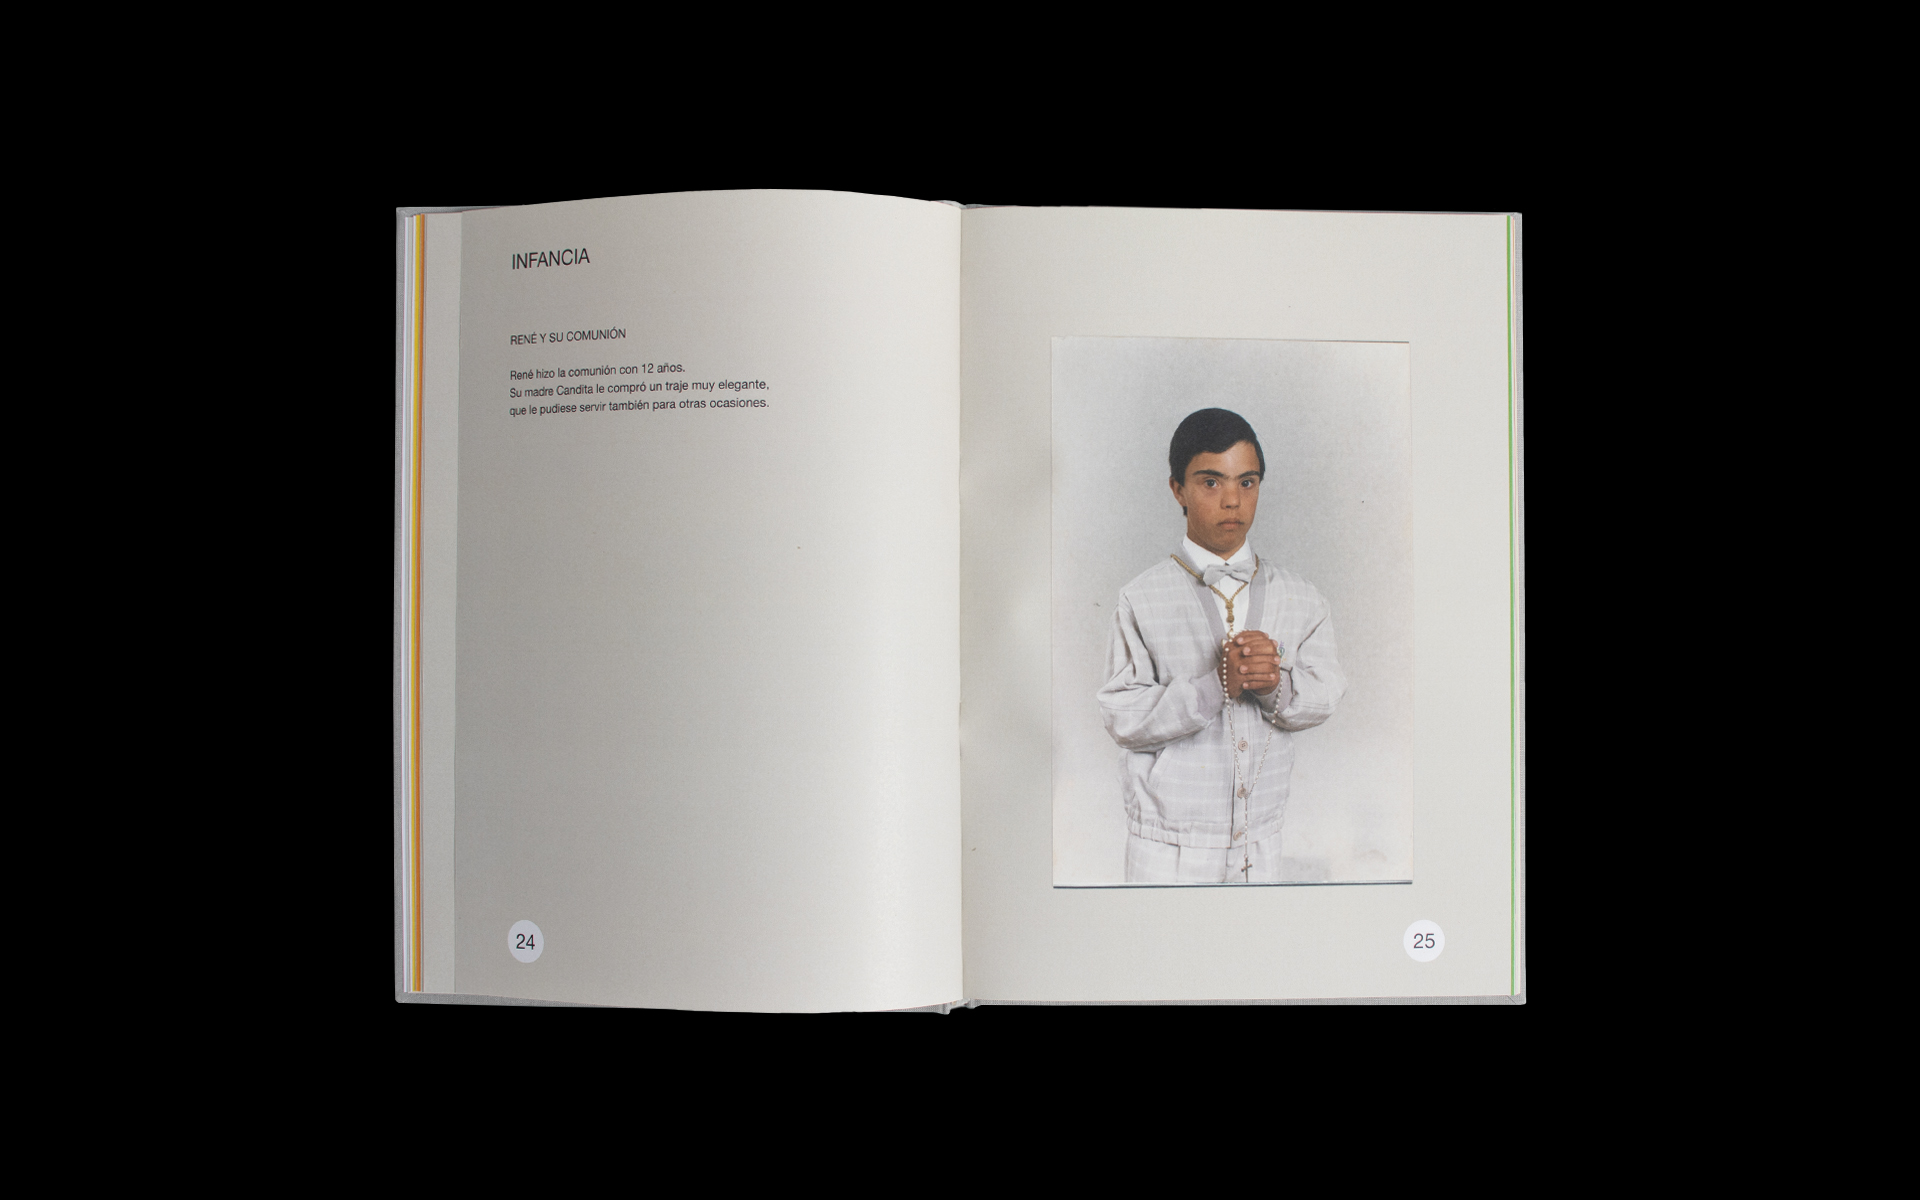 INFANCIA
RENÉ Y SU COMUNIÓN
René hizo la comunión con 12 años.
Su madre Candita le compró un traje muy elegante,
que le pudiese servir también para otras ocasiones.
24
25